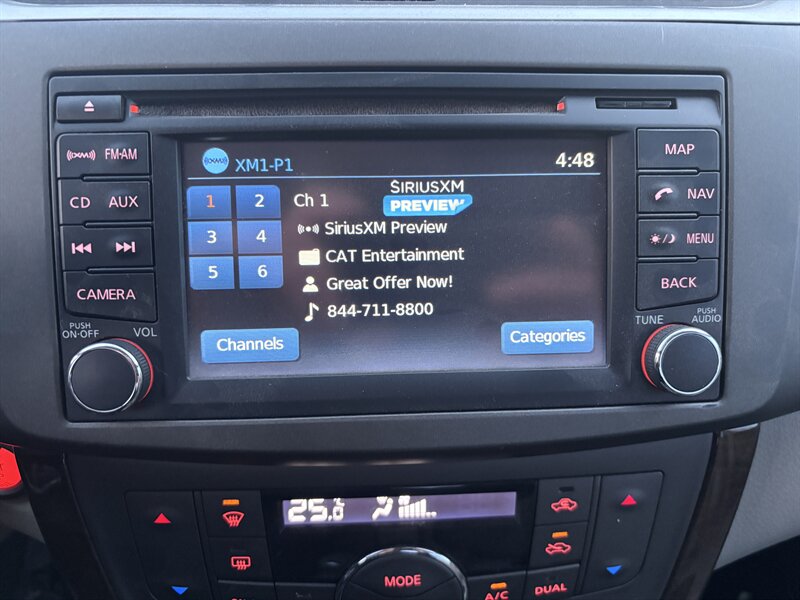 XM FM·AM
CD AUX
CAMERA
PUSH
ON·OFF
VOL
XM XM1-P1
4:48
1 2
3 4
5 6
Ch 1
SIRIUSXM
PREVIEW
SiriusXM Preview
CAT Entertainment
Great Offer Now!
844-711-8800
Channels
Categories
MAP
NAV
MENU
BACK
TUNE
PUSH
AUDIO
25.0 °C
MODE
A/C
DUAL